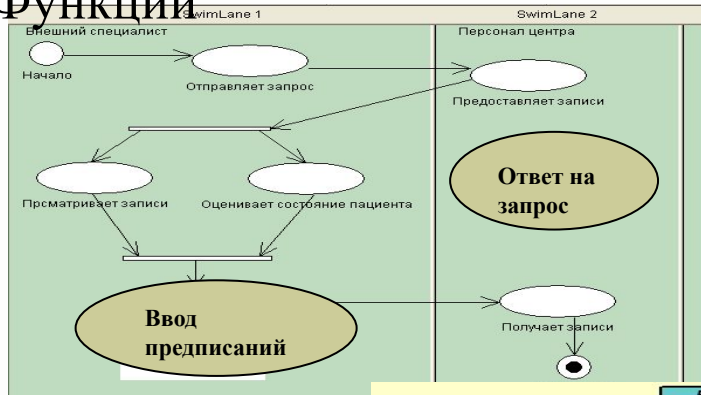 Функции
SwimLane 1
SwimLane 2
Внешний специалист
Персонал центра
Начало
Отправляет запрос
Предоставляет записи
Прсматривает записи
Оценивает состояние пациента
Ответ на
запрос
Ввод
предписаний
Получает записи